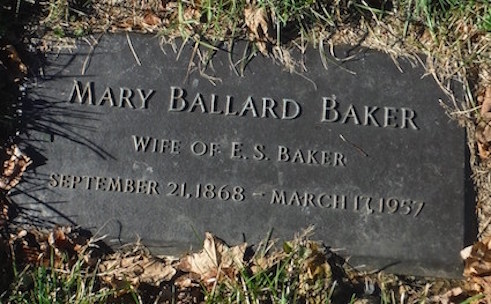 MARY BALLARD BAKER
WIFE OF E. S. BAKER
SEPTEMBER 21, 1868 – MARCH 17, 1957